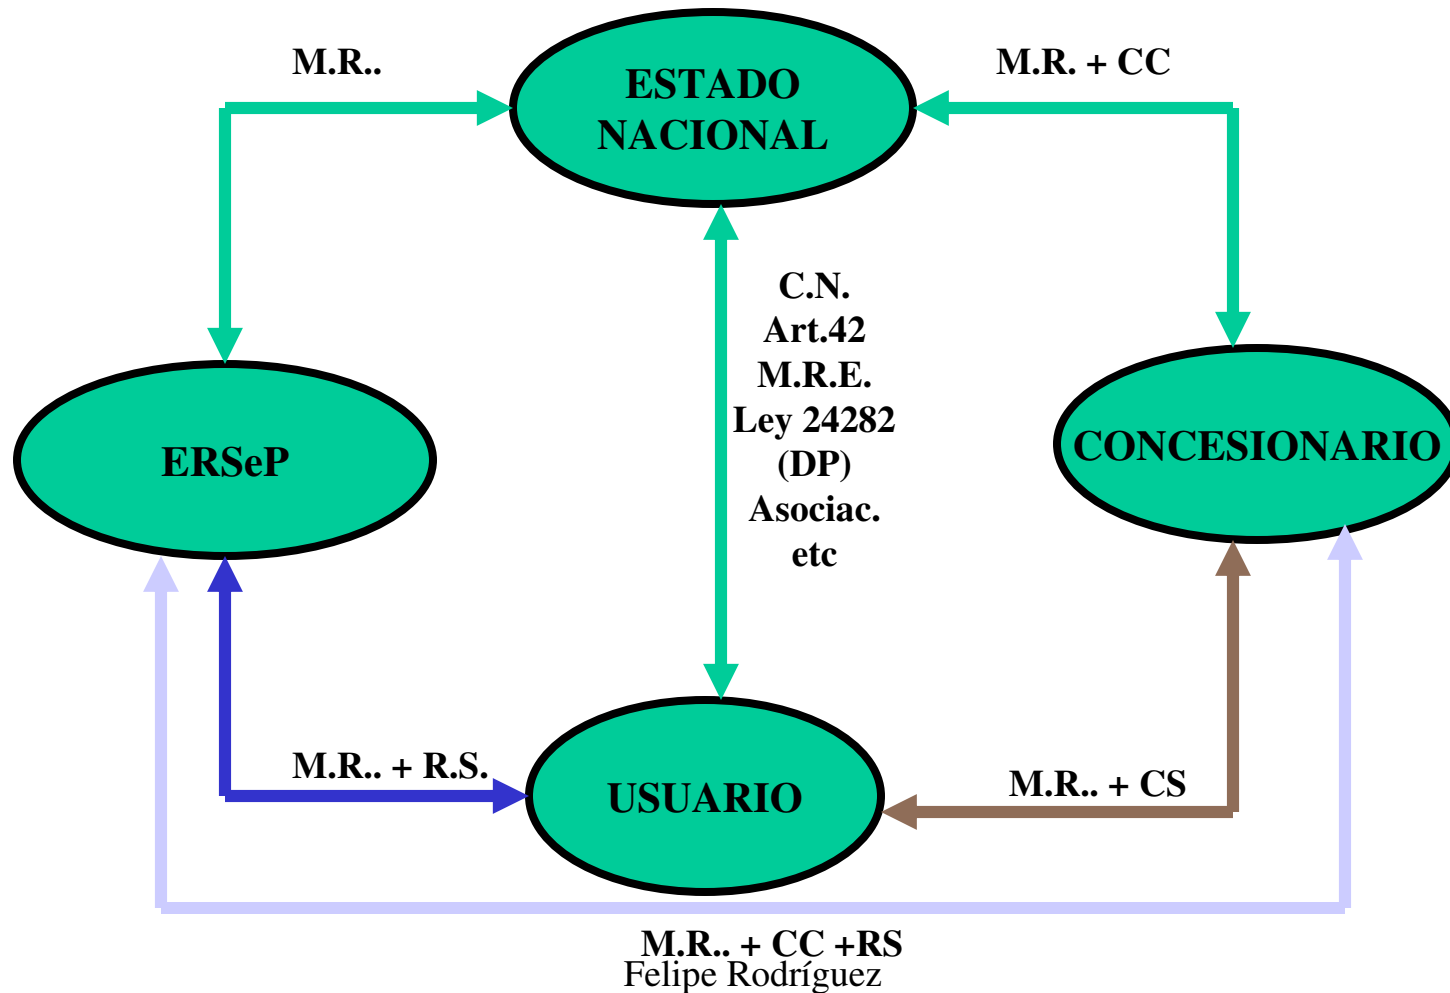 M.R..
ESTADO
NACIONAL
M.R. + CC
C.N.
Art.42
M.R.E.
Ley 24282
(DP)
Asociac.
etc
ERSeP
CONCESIONARIO
M.R.. + R.S.
USUARIO
M.R.. + CS
M.R.. + CC +RS
Felipe Rodríguez